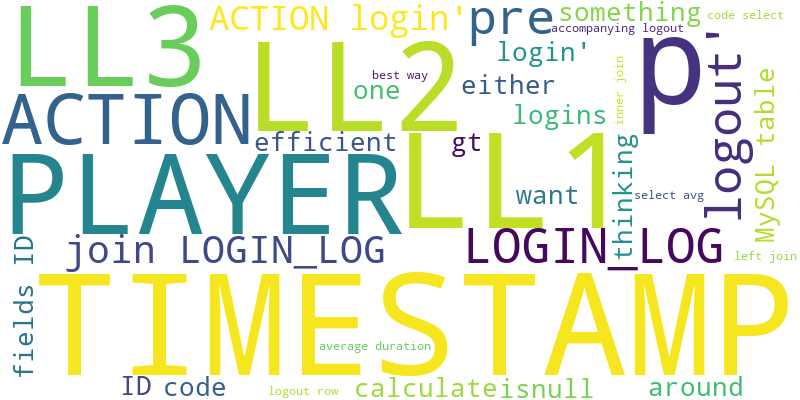 LL3
ACTION login'
pre
something
code select
accompanying logout
LL2
login'
p'
logout'
best way
one
either
inner join
MySQL table
ACTION
logins
efficient
gt
thinking
PLAYER
LL1
want
select avg
join LOGIN_LOG
LOGIN_LOG
left join
fields ID
TIMESTAMP
average duration
ID
code
logout row
calculate
isnull
around